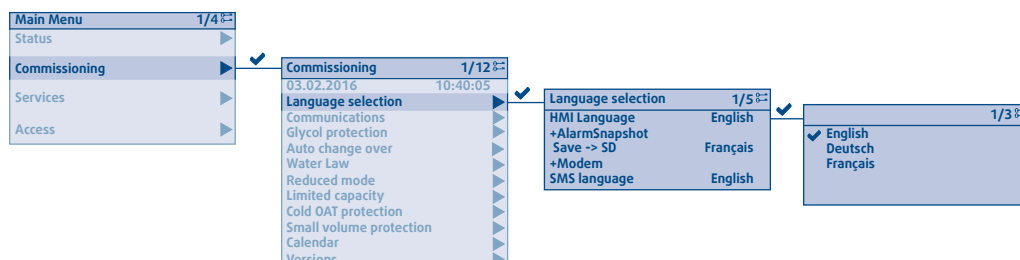 Main Menu 1/4
Status
Commissioning
Services
Access
Commissioning 1/12
03.02.2016 10:40:05
Language selection
Communications
Glycol protection
Auto change over
Water Law
Reduced mode
Limited capacity
Cold OAT protection
Small volume protection
Calendar
Versions
Language selection 1/5
HMI Language English
+AlarmSnapshot
Save -> SD Français
+Modem
SMS language English
1/3
English
Deutsch
Français